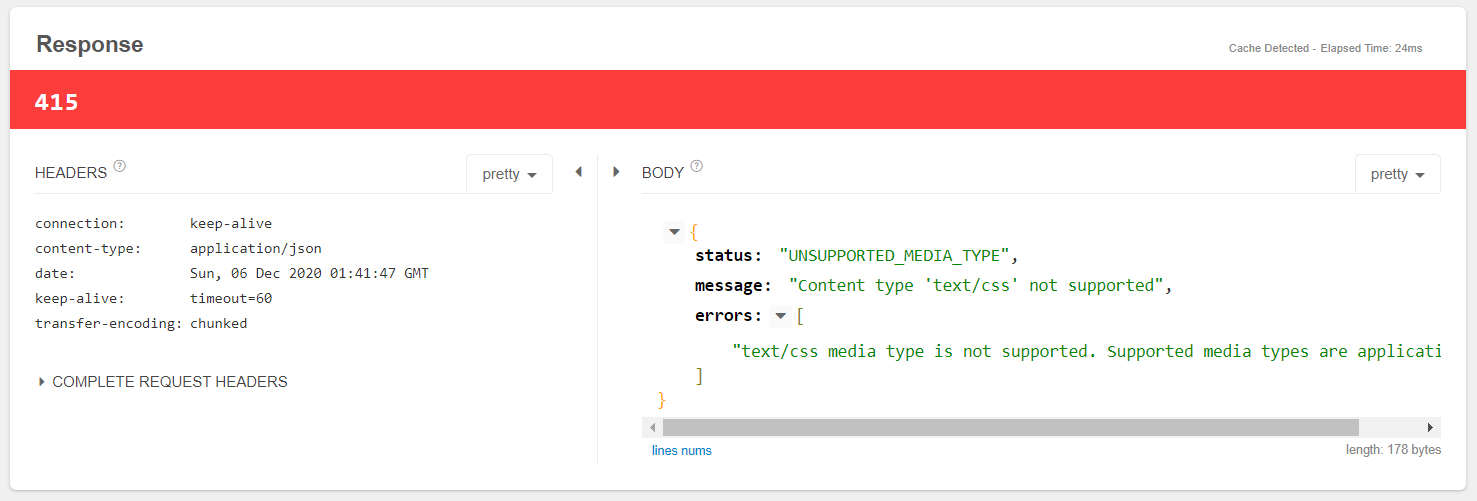 Response
Cache Detected - Elapsed Time: 24ms
415
HEADERS ?
pretty
BODY ?
pretty
connection: keep-alive
content-type: application/json
date: Sun, 06 Dec 2020 01:41:47 GMT
keep-alive: timeout=60
transfer-encoding: chunked
COMPLETE REQUEST HEADERS
{
status: "UNSUPPORTED_MEDIA_TYPE",
message: "Content type 'text/css' not supported",
errors: [
"text/css media type is not supported. Supported media types are applicati
]
}
lines nums
length: 178 bytes